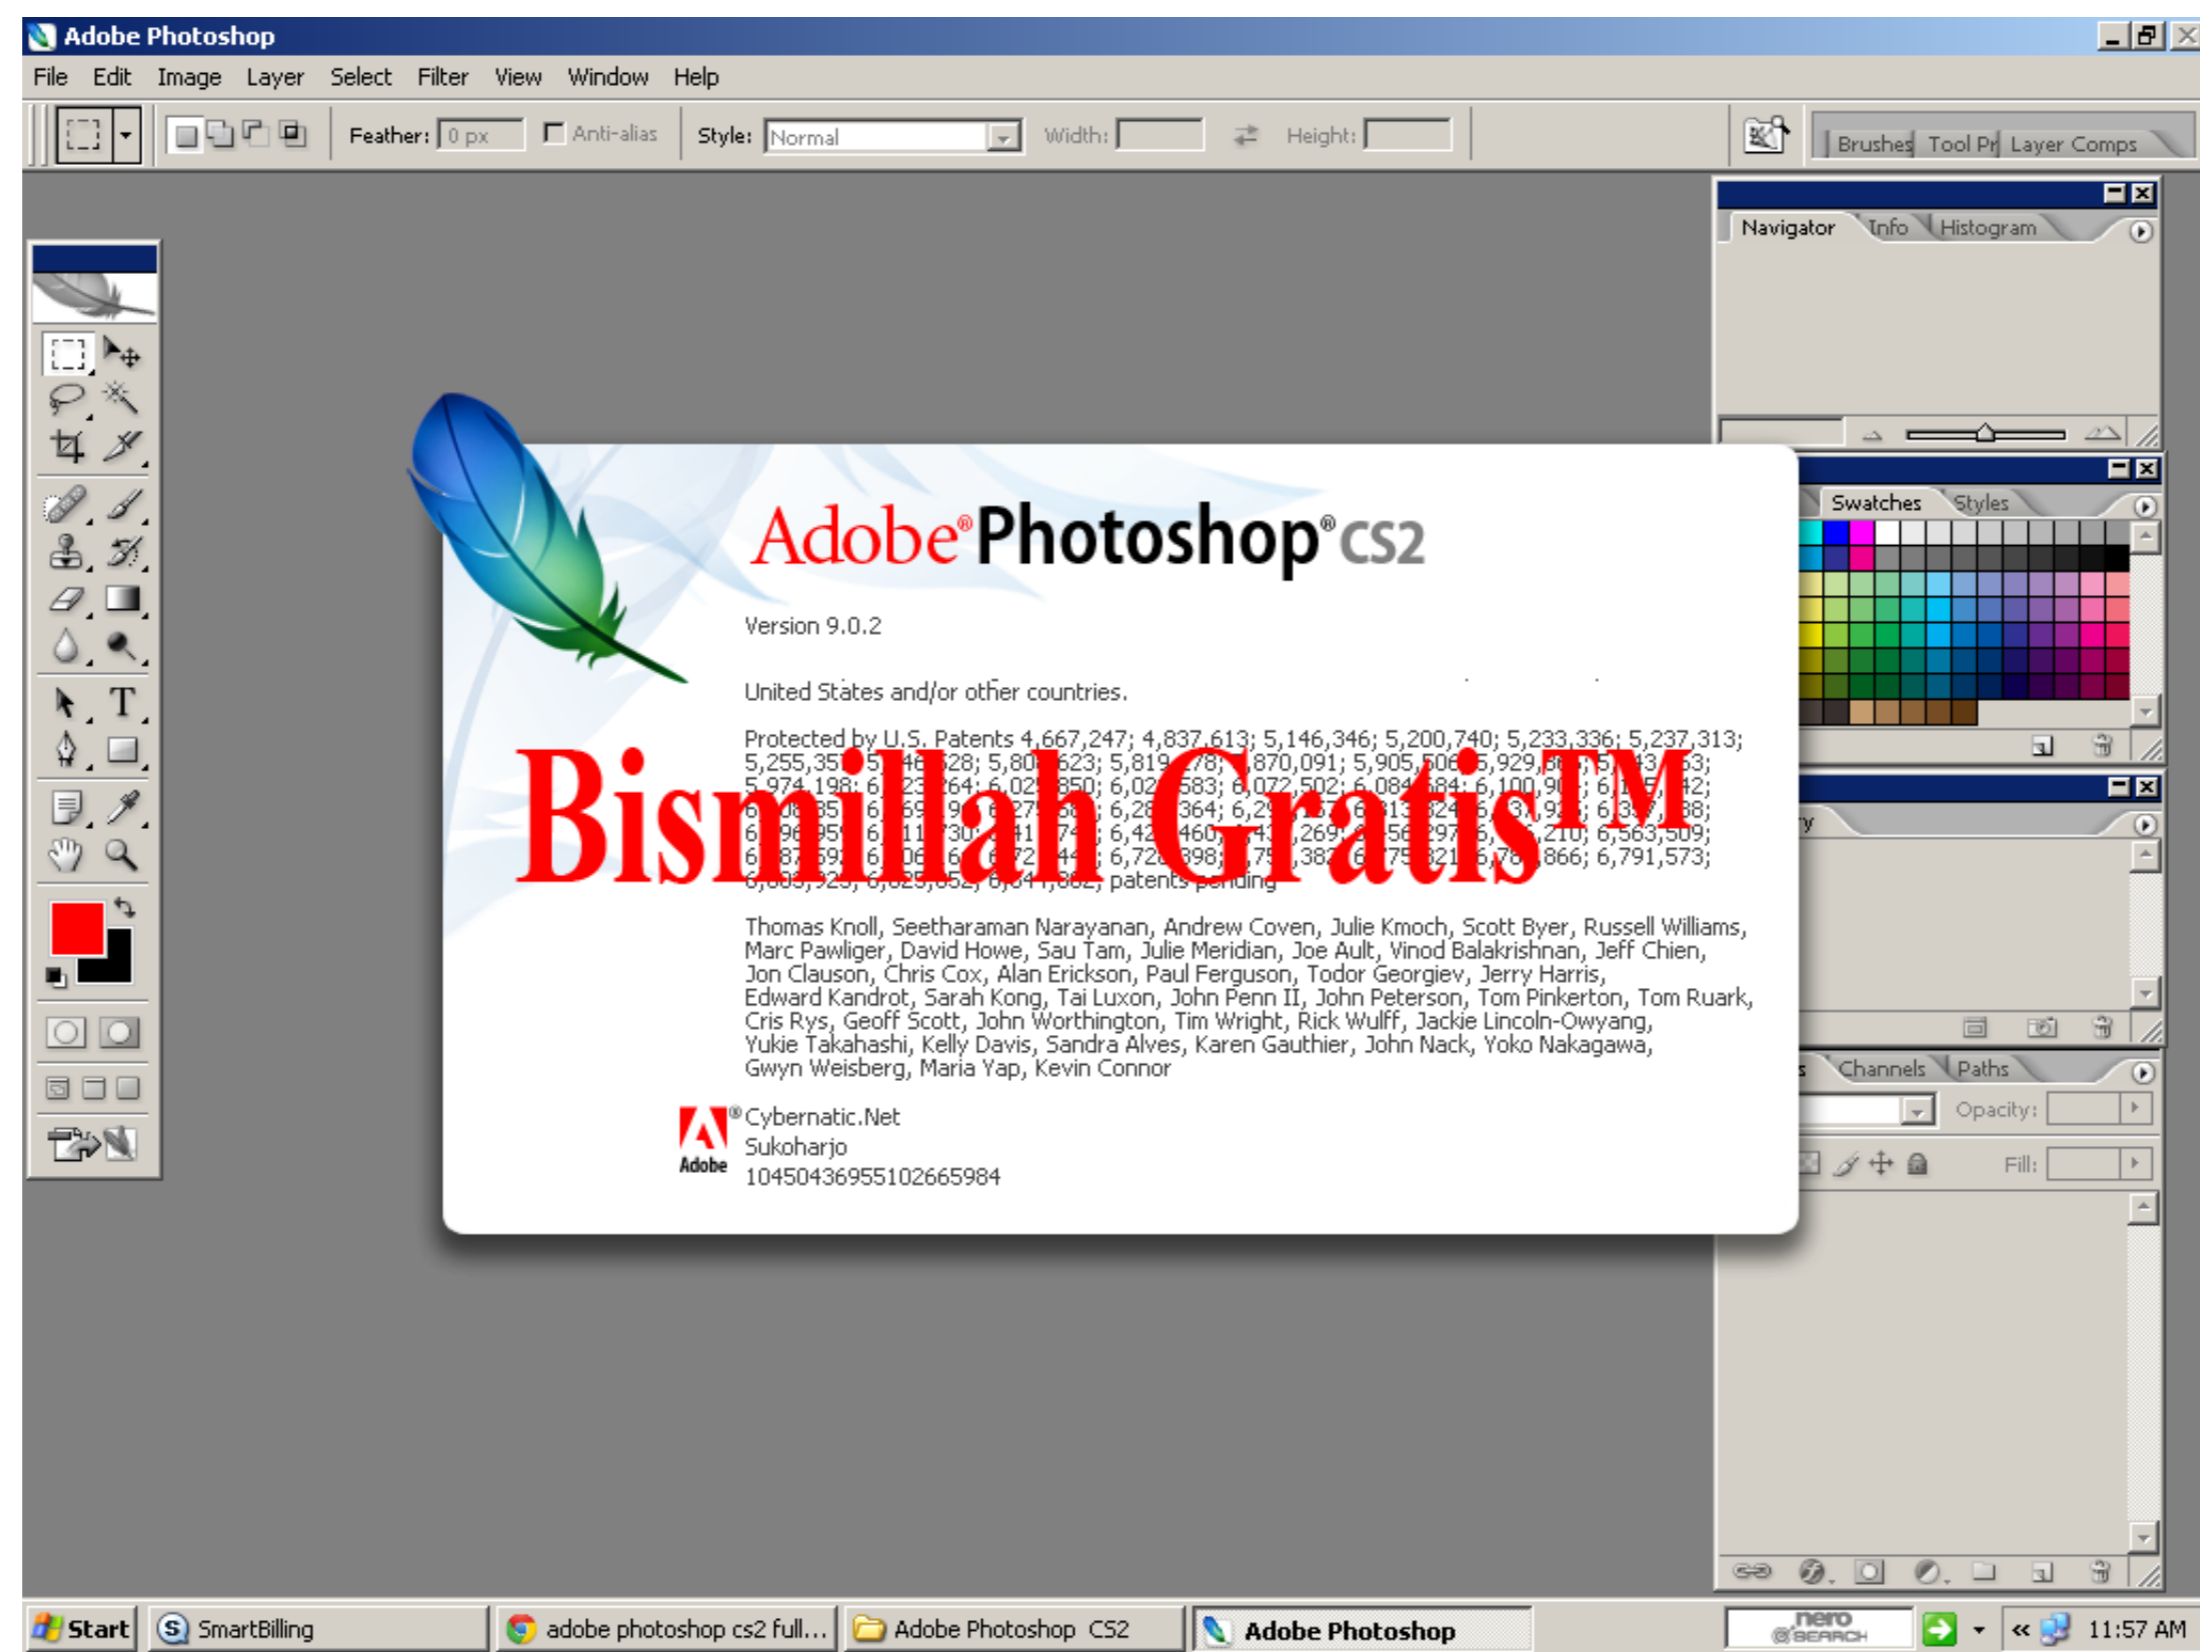 Adobe Photoshop
File Edit Image Layer Select Filter View Window Help
Feather: 0 px Anti-alias Style: Normal Width: Height:
Brushes Tool Pr Layer Comps
Navigator Info Histogram
Adobe® Photoshop® CS2
Swatches Styles
Version 9.0.2
United States and/or other countries.
Protected by U.S. Patents 4,667,247; 4,837,613; 5,146,346; 5,200,740; 5,233,336; 5,237,313;
Bismillah Gratis™
patents pending
Thomas Knoll, Seetharaman Narayanan, Andrew Coven, Julie Kmoch, Scott Byer, Russell Williams,
Marc Pawliger, David Howe, Sau Tam, Julie Meridian, Joe Ault, Vinod Balakrishnan, Jeff Chien,
Jon Clauson, Chris Cox, Alan Erickson, Paul Ferguson, Todor Georgiev, Jerry Harris,
Edward Kandrot, Sarah Kong, Tai Luxon, John Penn II, John Peterson, Tom Pinkerton, Tom Ruark,
Cris Rys, Geoff Scott, John Worthington, Tim Wright, Rick Wulff, Jackie Lincoln-Owyang,
Yukie Takahashi, Kelly Davis, Sandra Alves, Karen Gauthier, John Nack, Yoko Nakagawa,
Gwyn Weisberg, Maria Yap, Kevin Connor
Channels Paths
Opacity:
Fill:
Adobe
® Cybernatic.Net
Sukoharjo
10450436955102665984
Start SmartBilling adobe photoshop cs2 full... Adobe Photoshop CS2 Adobe Photoshop nero SEARCH « 11:57 AM